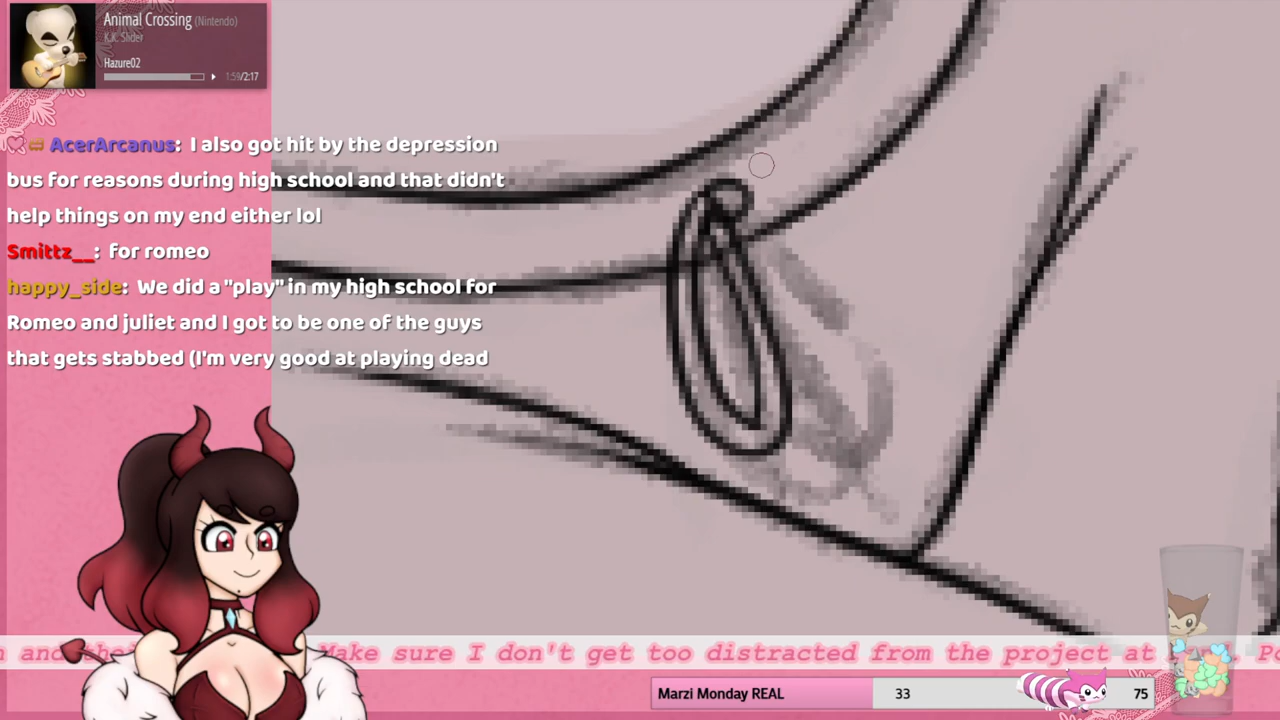 Animal Crossing (Nintendo)
K.K. Slider
Hazure02
1:59/2:17
AcerArcanus: I also got hit by the depression
bus for reasons during high school and that didn't
help things on my end either lol
Smittz__: for romeo
happy_side: We did a "play" in my high school for
Romeo and juliet and I got to be one of the guys
that gets stabbed (I'm very good at playing dead
and Make sure I don't get too distracted from the project at
Marzi Monday REAL 33 75